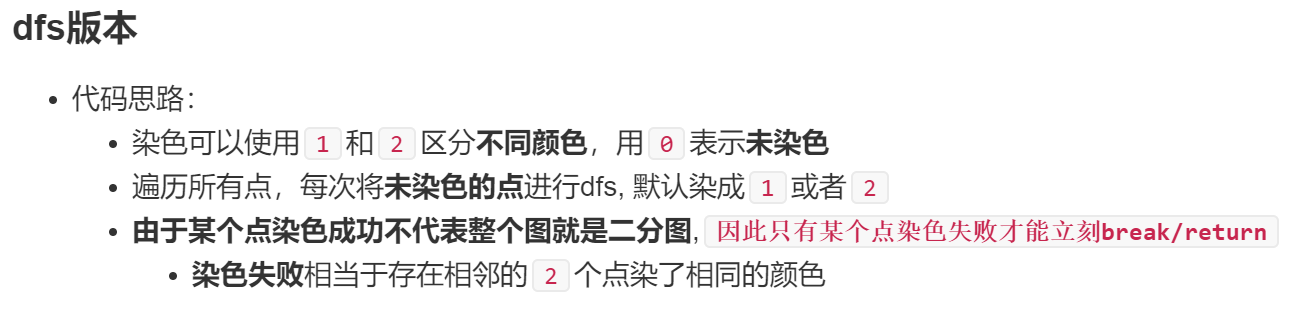 dfs版本
代码思路：
染色可以使用 1 和 2 区分不同颜色，用 0 表示未染色
遍历所有点，每次将未染色的点进行dfs, 默认染成 1 或者 2
由于某个点染色成功不代表整个图就是二分图, 因此只有某个点染色失败才能立刻break/return
染色失败相当于存在相邻的 2 个点染了相同的颜色